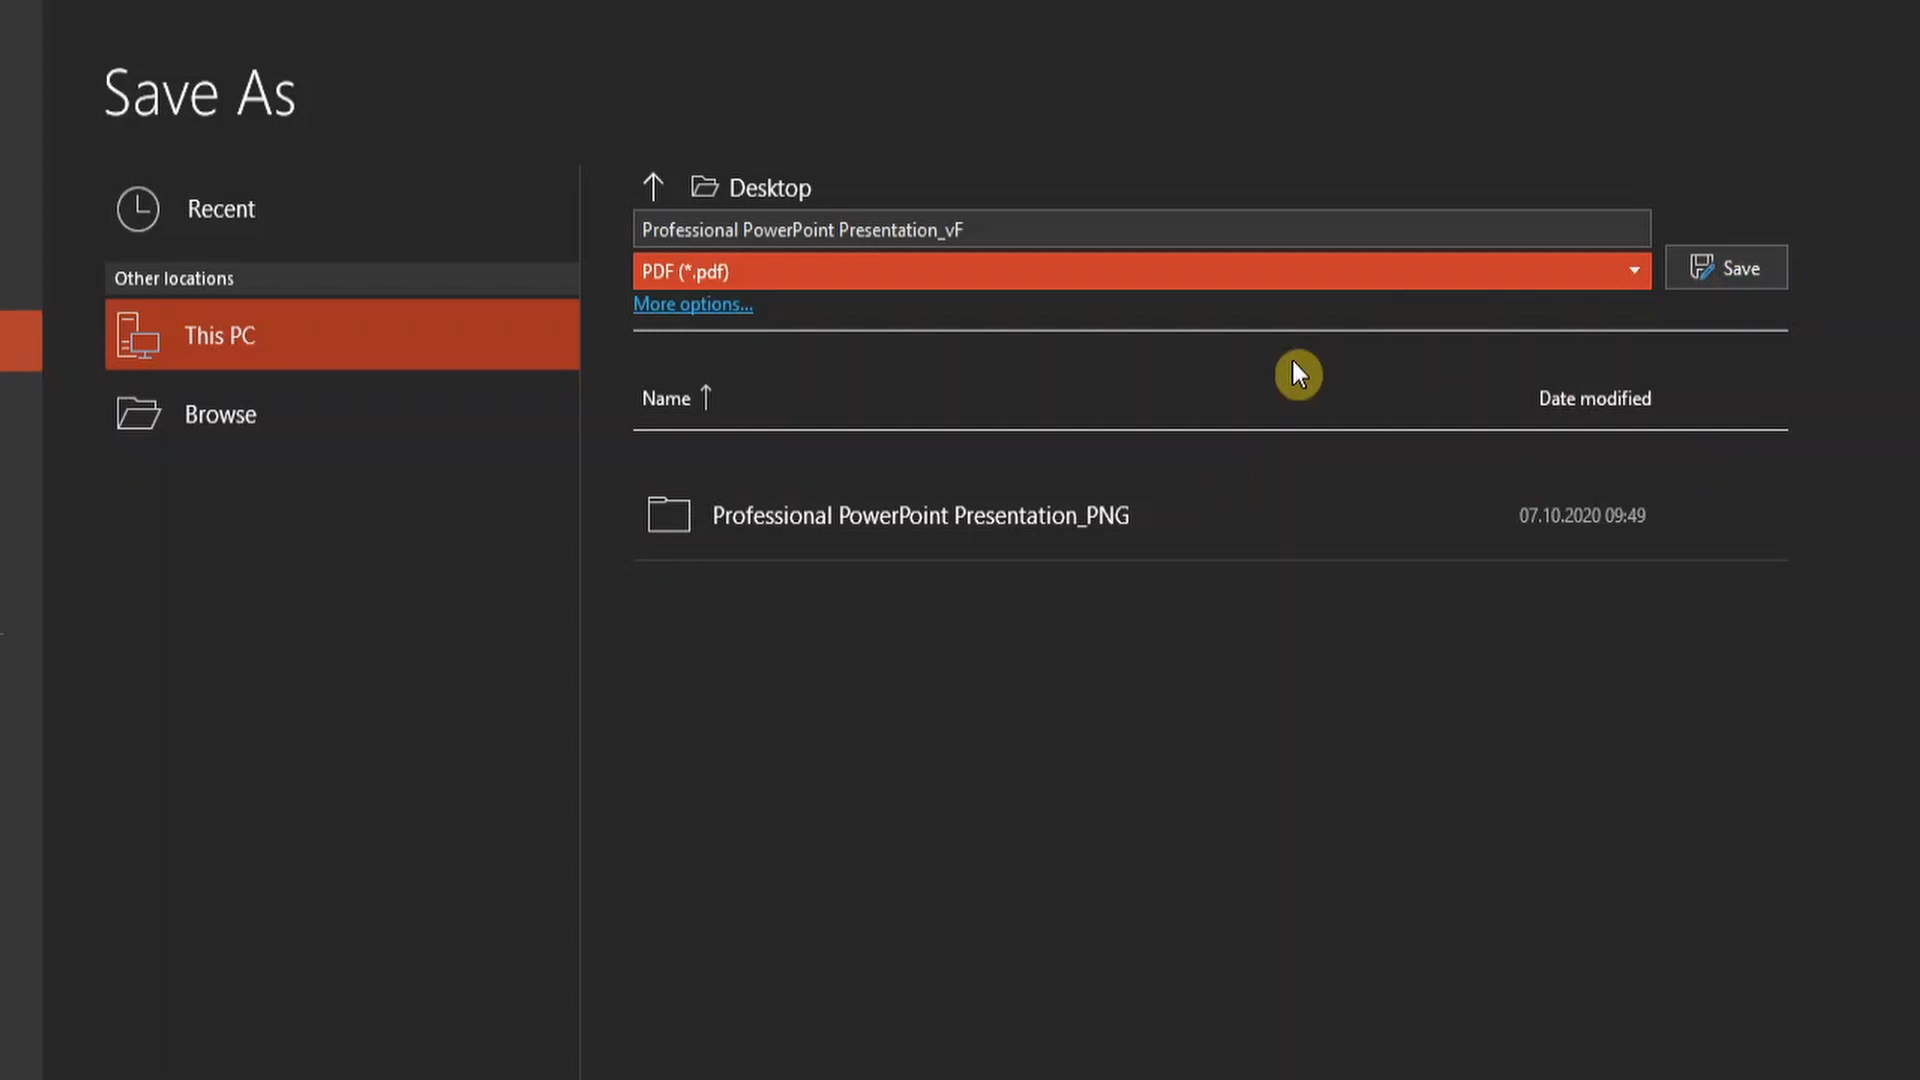 Save As
Recent
Other locations
This PC
Browse
Desktop
Professional PowerPoint Presentation_vF
PDF (*.pdf)
Save
More options...
Name
Date modified
Professional PowerPoint Presentation_PNG
07.10.2020 09:49